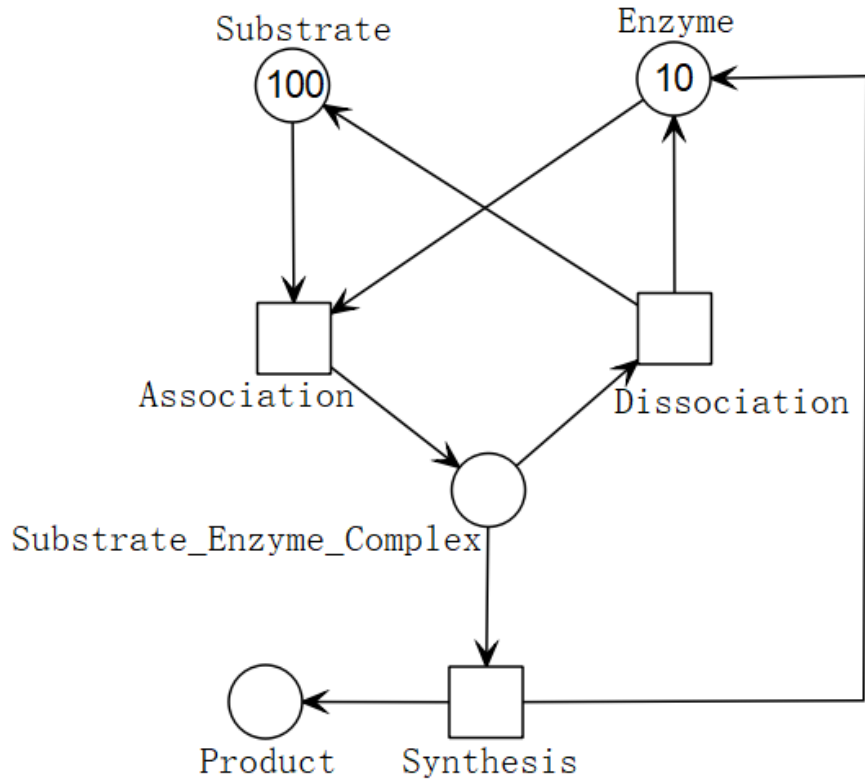 Substrate
Enzyme
100
10
Association
Dissociation
Substrate_Enzyme_Complex
Product
Synthesis